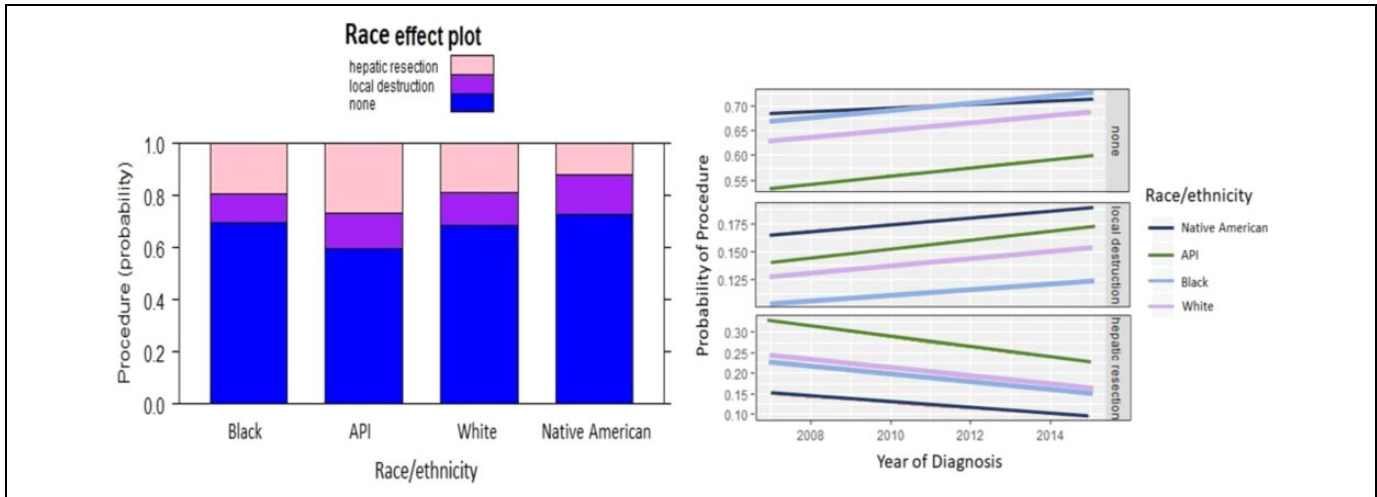 Race effect plot
hepatic resection
local destruction
none
Procedure (probability)
1.0
0.8
0.6
0.4
0.2
0.0
Black API White Native American
Race/ethnicity
Probability of Procedure
0.70
0.65
0.60
0.55
none
0.175
0.150
0.125
local destruction
0.30
0.25
0.20
0.15
0.10
hepatic resection
2008 2010 2012 2014
Year of Diagnosis
Race/ethnicity
Native American
API
Black
White